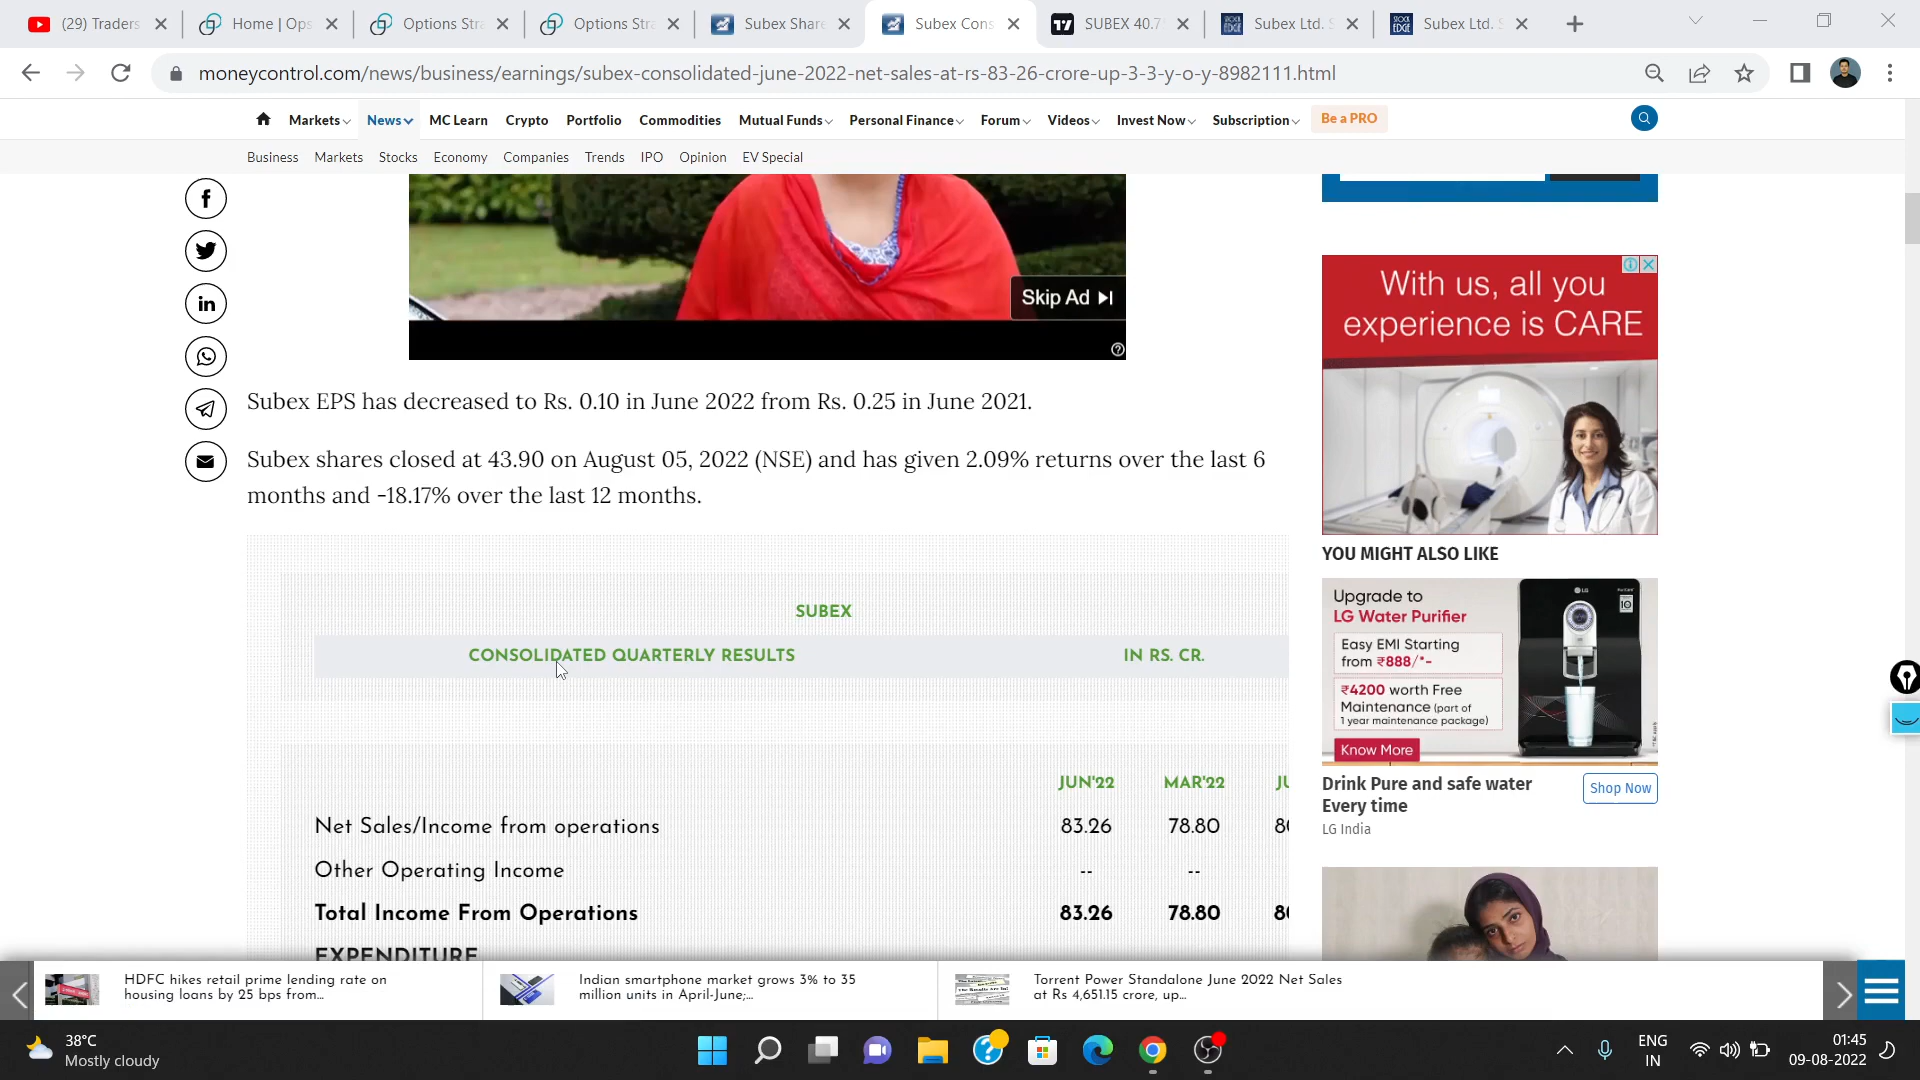 (29) Traders
Home | Ops
Options Stra
Options Stra
Subex Share
Subex Cons
SUBEX 40.7
Subex Ltd. S
Subex Ltd. S
moneycontrol.com/news/business/earnings/subex-consolidated-june-2022-net-sales-at-rs-83-26-crore-up-3-3-y-o-y-8982111.html
Markets News MC Learn Crypto Portfolio Commodities Mutual Funds Personal Finance Forum Videos Invest Now Subscription Be a PRO
Business Markets Stocks Economy Companies Trends IPO Opinion EV Special
Skip Ad
Subex EPS has decreased to Rs. 0.10 in June 2022 from Rs. 0.25 in June 2021.
Subex shares closed at 43.90 on August 05, 2022 (NSE) and has given 2.09% returns over the last 6
months and -18.17% over the last 12 months.
SUBEX
CONSOLIDATED QUARTERLY RESULTS IN RS. CR.
JUN'22 MAR'22 JU
Net Sales/Income from operations 83.26 78.80 80
Other Operating Income -- --
Total Income From Operations 83.26 78.80 80
EXPENDITURE
With us, all you
experience is CARE
YOU MIGHT ALSO LIKE
Upgrade to
LG Water Purifier
Easy EMI Starting
from ₹888/*~
₹4200 worth Free
Maintenance (part of
1 year maintenance package)
Know More
LG
Drink Pure and safe water
Every time
Shop Now
LG India
HDFC hikes retail prime lending rate on
housing loans by 25 bps from...
Indian smartphone market grows 3% to 35
million units in April-June;...
Torrent Power Standalone June 2022 Net Sales
at Rs 4,651.15 crore, up...
38°C
Mostly cloudy
ENG
IN
01:45
09-08-2022